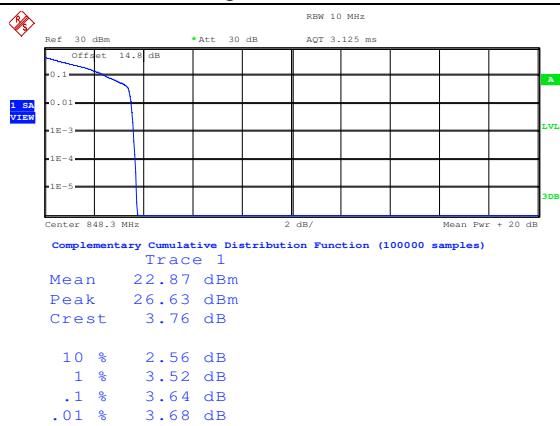 RBW 10 MHz
Ref 30 dBm *Att 30 dB AQT 3.125 ms
Offset 14.8 dB
0.1
A
1 SA
VIEW
0.01
1E-3
LVL
1E-4
1E-5
3DB
Center 848.3 MHz 2 dB/ Mean Pwr + 20 dB
Complementary Cumulative Distribution Function (100000 samples)
Trace 1
Mean 22.87 dBm
Peak 26.63 dBm
Crest 3.76 dB
10 % 2.56 dB
1 % 3.52 dB
.1 % 3.64 dB
.01 % 3.68 dB